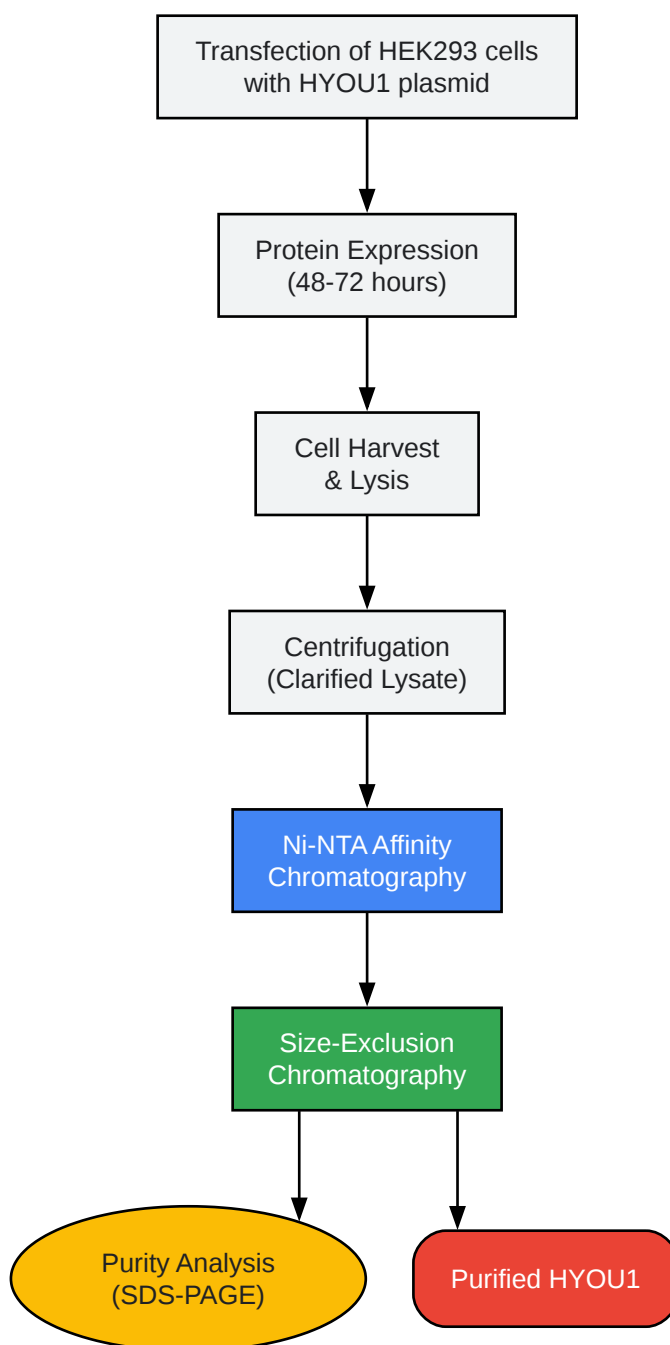 Transfection of HEK293 cells
with HYOU1 plasmid
Protein Expression
(48-72 hours)
Cell Harvest
& Lysis
Centrifugation
(Clarified Lysate)
Ni-NTA Affinity
Chromatography
Size-Exclusion
Chromatography
Purity Analysis
(SDS-PAGE)
Purified HYOU1